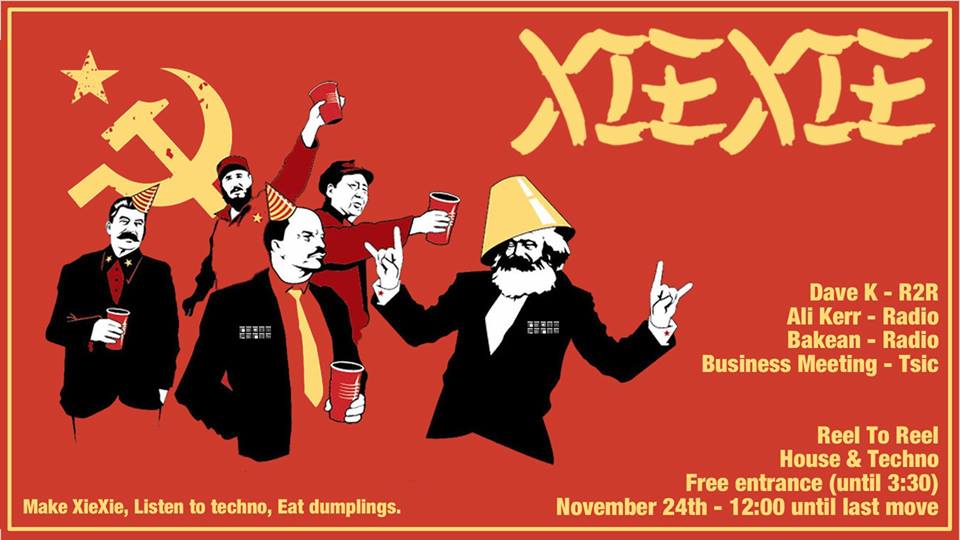 XIEXIE
Dave K - R2R
Ali Kerr - Radio
Bakean - Radio
Business Meeting - Tsic
Reel To Reel
House & Techno
Free entrance (until 3:30)
November 24th - 12:00 until last move
Make XieXie, Listen to techno, Eat dumplings.